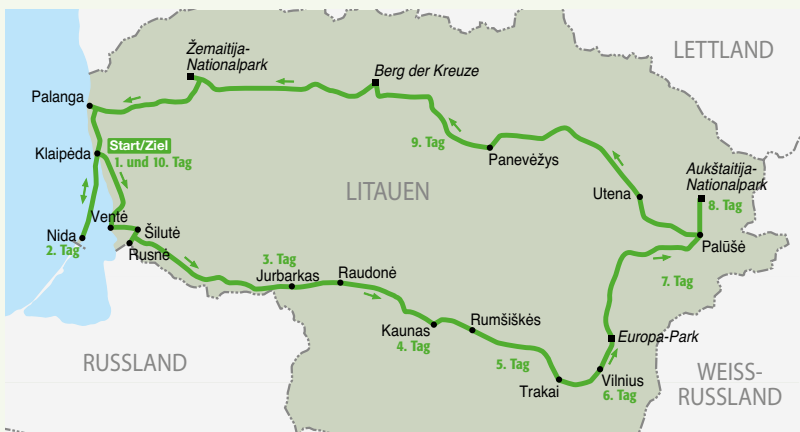 LETTLAND
Žemaitija-
Nationalpark
Berg der Kreuze
Palanga
Start/Ziel
1. und 10. Tag
Klaipėda
9. Tag
Panevėžys
LITAUEN
Aukštaitija-
Nationalpark
8. Tag
Utena
Ventė
Šilutė
Nida
2. Tag
Rusnė
Palūšė
3. Tag
Jurbarkas
Raudonė
7. Tag
Kaunas
4. Tag
Rumšiškės
Europa-Park
RUSSLAND
5. Tag
Trakai
Vilnius
6. Tag
WEISS-
RUSSLAND